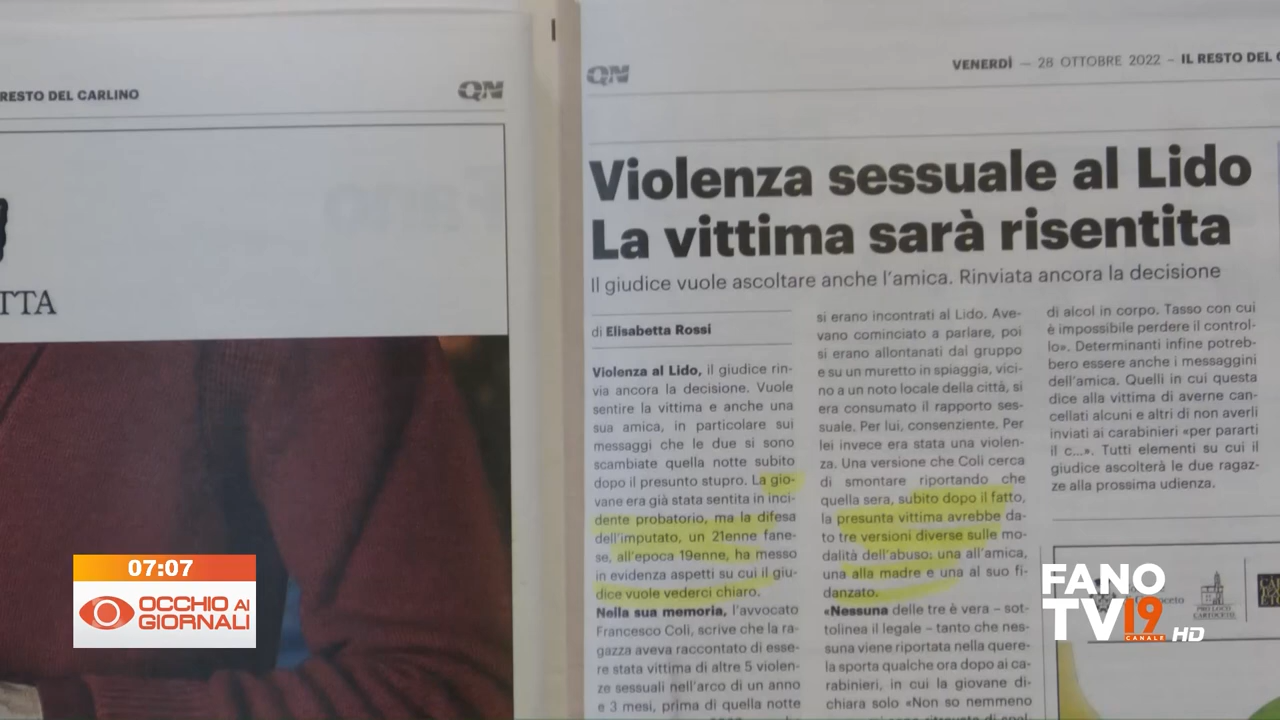 RESTO DEL CARLINO
QN
TTA
QN
VENERDÌ — 28 OTTOBRE 2022 – IL RESTO DEL
Violenza sessuale al Lido
La vittima sarà risentita
Il giudice vuole ascoltare anche l'amica. Rinviata ancora la decisione
di Elisabetta Rossi
Violenza al Lido, il giudice rin-
via ancora la decisione. Vuole
sentire la vittima e anche una
sua amica, in particolare sui
messaggi che le due si sono
scambiate quella notte subito
dopo il presunto stupro. La gio-
vane era già stata sentita in inci-
dente probatorio, ma la difesa
dell'imputato, un 21enne fane-
se, all'epoca 19enne, ha messo
in evidenza aspetti su cui il giu-
dice vuole vederci chiaro.
Nella sua memoria, l'avvocato
Francesco Coli, scrive che la ra-
gazza aveva raccontato di esse-
re stata vittima di altre 5 violen-
ze sessuali nell'arco di un anno
e 3 mesi, prima di quella notte
si erano incontrati al Lido. Ave-
vano cominciato a parlare, poi
si erano allontanati dal gruppo
e su un muretto in spiaggia, vici-
no a un noto locale della città, si
era consumato il rapporto ses-
suale. Per lui, consenziente. Per
lei invece era stata una violen-
za. Una versione che Coli cerca
di smontare riportando che
quella sera, subito dopo il fatto,
la presunta vittima avrebbe da-
to tre versioni diverse sulle mo-
dalità dell'abuso: una all'amica,
una alla madre e una al suo fi-
danzato.
«Nessuna delle tre è vera – sot-
tolinea il legale – tanto che nes-
suna viene riportata nella quere-
la sporta qualche ora dopo ai ca-
rabinieri, in cui la giovane di-
chiara solo «Non so nemmeno
di alcol in corpo. Tasso con cui
è impossibile perdere il control-
lo». Determinanti infine potreb-
bero essere anche i messaggini
dell'amica. Quelli in cui questa
dice alla vittima di averne can-
cellati alcuni e altri di non averli
inviati ai carabinieri «per pararti
il c...». Tutti elementi su cui il
giudice ascolterà le due ragaz-
ze alla prossima udienza.
PRO LOCO
CARTOCETO
07:07
OCCHIO AI
GIORNALI
FANO
TV19
CANALE HD